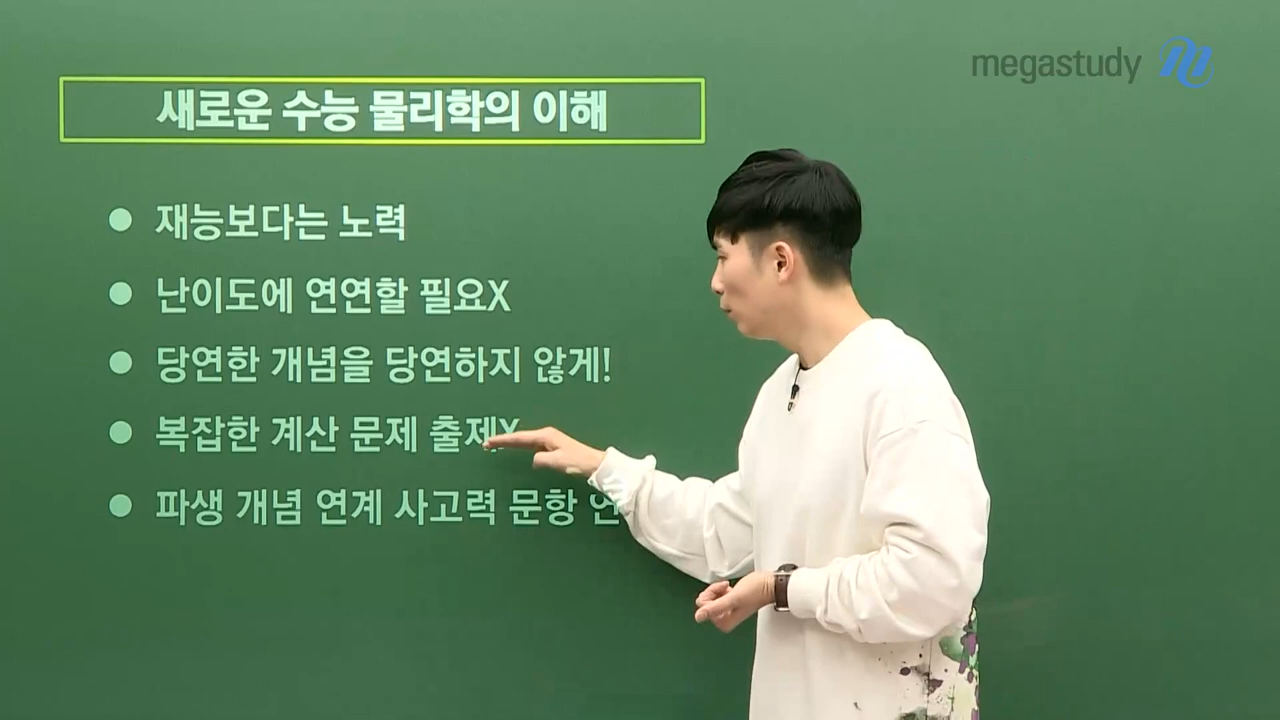 megastudy
새로운 수능 물리학의 이해
● 재능보다는 노력
● 난이도에 연연할 필요X
● 당연한 개념을 당연하지 않게!
● 복잡한 계산 문제 출제X
● 파생 개념 연계 사고력 문항